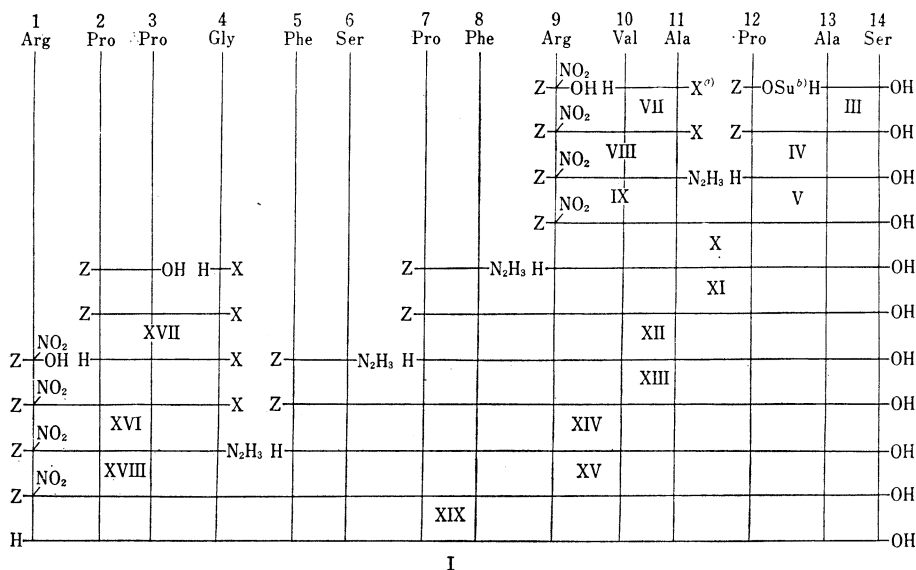 1 2 3 4 5 6 7 8 9 10 11 12 13 14
Arg Pro Pro Gly Phe Ser Pro Phe Arg Val Ala Pro Ala Ser
NO₂
Z OH H Xᵃ⁾ Z OSuᵇ⁾ H OH
VII III
NO₂
Z X Z OH
VIII IV
NO₂
Z N₂H₃ H OH
IX V
NO₂
Z OH
X
Z OH H X Z N₂H₃ H OH
XI
Z X Z OH
XVII XII
NO₂
Z OH H X Z N₂H₃ H OH
XIII
NO₂
Z X Z OH
XVI XIV
NO₂
Z N₂H₃ H OH
XVIII XV
NO₂
Z OH
XIX
H OH
I